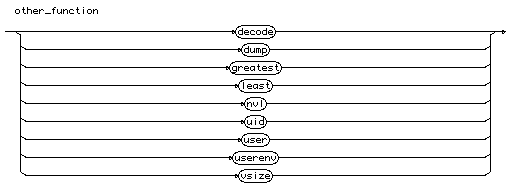 other_function
decode
dump
greatest
least
nvl
uid
user
userenv
vsize